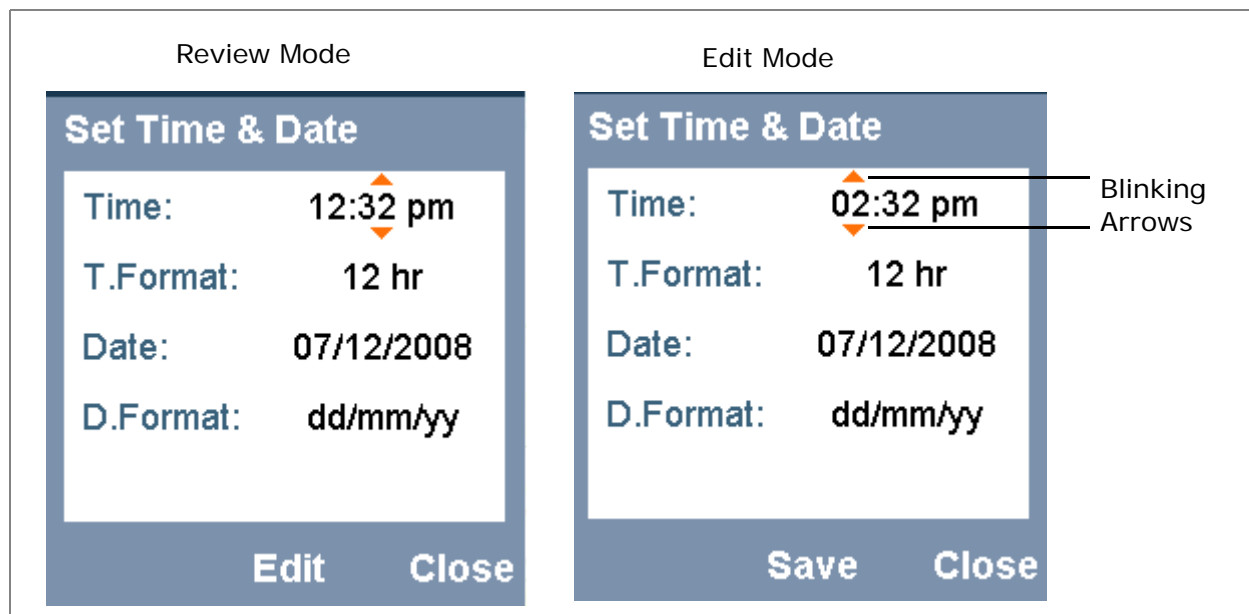 Review Mode
Set Time & Date
Time: 12:32 pm
T.Format: 12 hr
Date: 07/12/2008
D.Format: dd/mm/yy
Edit Close
Edit Mode
Set Time & Date
Time: 02:32 pm
T.Format: 12 hr
Date: 07/12/2008
D.Format: dd/mm/yy
Save Close
Blinking
Arrows